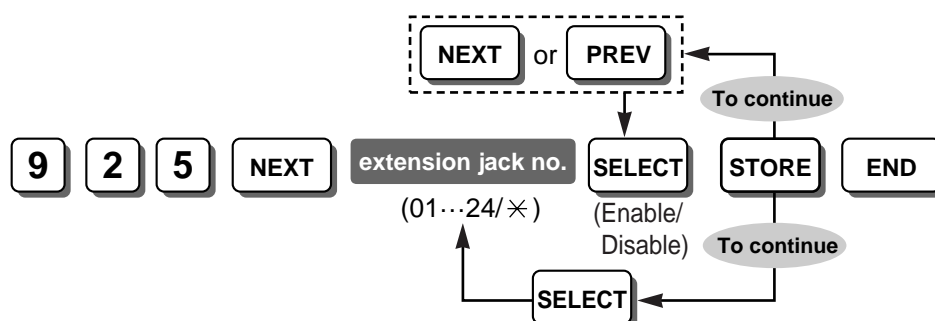 NEXT or PREV
To continue
9 2 5 NEXT extension jack no. SELECT STORE END
(01···24/✳) (Enable/
Disable)
To continue
SELECT